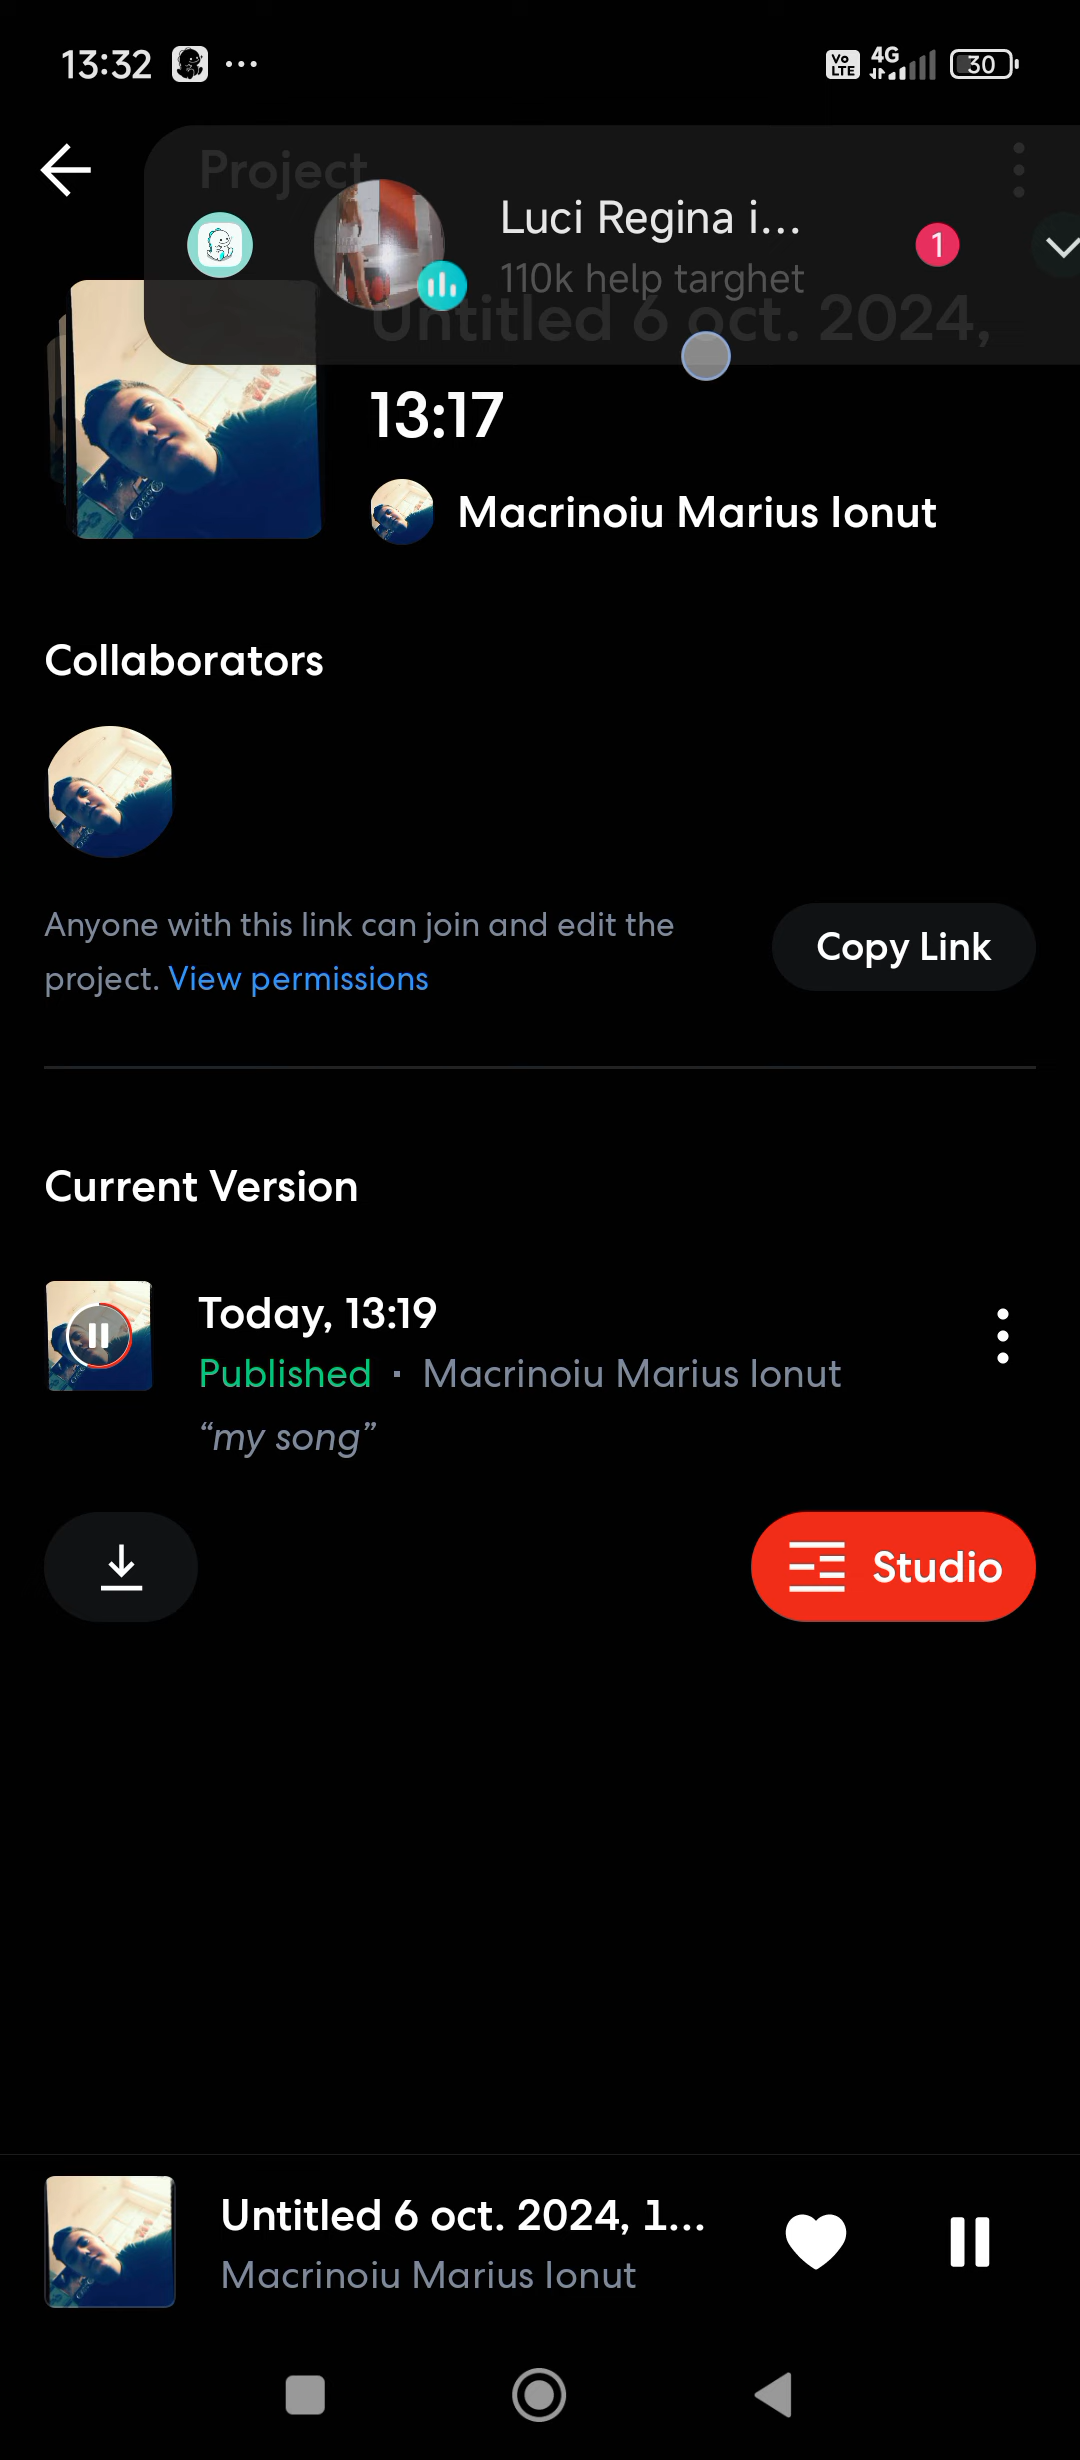 13:32
Vo LTE 4G 30
Project
Luci Regina i...
1
110k help targhet
Untitled 6 oct. 2024,
13:17
Macrinoiu Marius Ionut
Collaborators
Anyone with this link can join and edit the
project. View permissions
Copy Link
Current Version
Today, 13:19
Published · Macrinoiu Marius Ionut
“my song”
Studio
Untitled 6 oct. 2024, 1...
Macrinoiu Marius Ionut